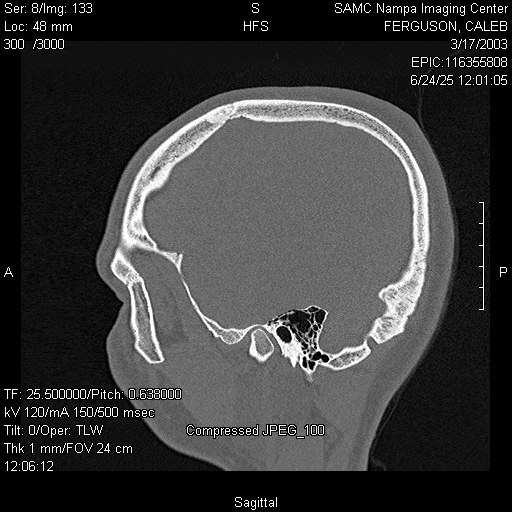 Ser: 8/Img: 133
Loc: 48 mm
300 /3000
S
HFS
SAMC Nampa Imaging Center
FERGUSON, CALEB
3/17/2003
EPIC:116355808
6/24/25 12:01:05
A
P
TF: 25.500000/Pitch: 0.638000
kV 120/mA 150/500 msec
Tilt: 0/Oper: TLW
Thk 1 mm/FOV 24 cm
12:06:12
Compressed JPEG_100
Sagittal